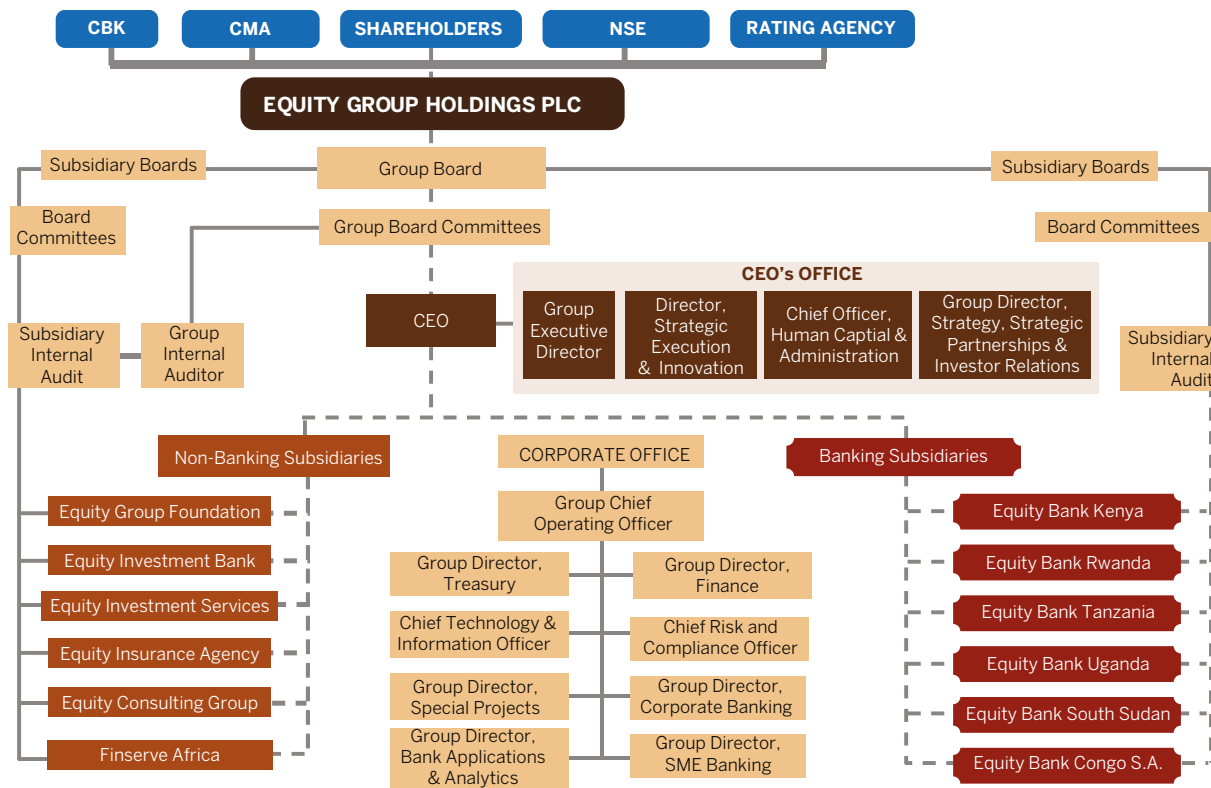 CBK
CMA
SHAREHOLDERS
NSE
RATING AGENCY
EQUITY GROUP HOLDINGS PLC
Subsidiary Boards
Group Board
Subsidiary Boards
Board
Committees
Group Board Committees
Board Committees
CEO's OFFICE
CEO
Group
Executive
Director
Director,
Strategic
Execution
& Innovation
Chief Officer,
Human Captial &
Administration
Group Director,
Strategy, Strategic
Partnerships &
Investor Relations
Subsidiary
Internal
Audit
Group
Internal
Auditor
Subsidiary
Internal
Audit
Non-Banking Subsidiaries
CORPORATE OFFICE
Banking Subsidiaries
Equity Group Foundation
Equity Investment Bank
Equity Investment Services
Equity Insurance Agency
Equity Consulting Group
Finserve Africa
Group Chief
Operating Officer
Group Director,
Treasury
Group Director,
Finance
Chief Technology &
Information Officer
Chief Risk and
Compliance Officer
Group Director,
Special Projects
Group Director,
Corporate Banking
Group Director,
Bank Applications
& Analytics
Group Director,
SME Banking
Equity Bank Kenya
Equity Bank Rwanda
Equity Bank Tanzania
Equity Bank Uganda
Equity Bank South Sudan
Equity Bank Congo S.A.